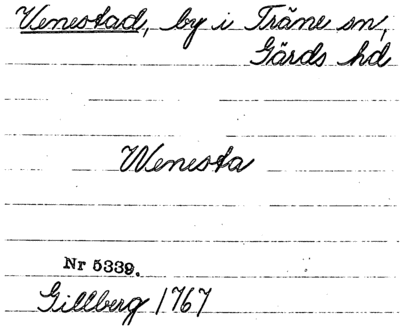 Venestad, by i Träne sn,
Gärds hd
Wenesta
Nr 5339.
Gillberg 1767